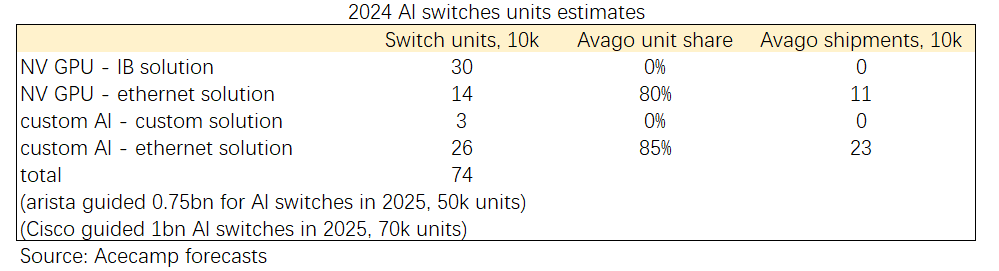 2024 AI switches units estimates
Switch units, 10k Avago unit share Avago shipments, 10k
NV GPU - IB solution 30 0% 0
NV GPU - ethernet solution 14 80% 11
custom AI - custom solution 3 0% 0
custom AI - ethernet solution 26 85% 23
total 74
(arista guided 0.75bn for AI switches in 2025, 50k units)
(Cisco guided 1bn AI switches in 2025, 70k units)
Source: Acecamp forecasts